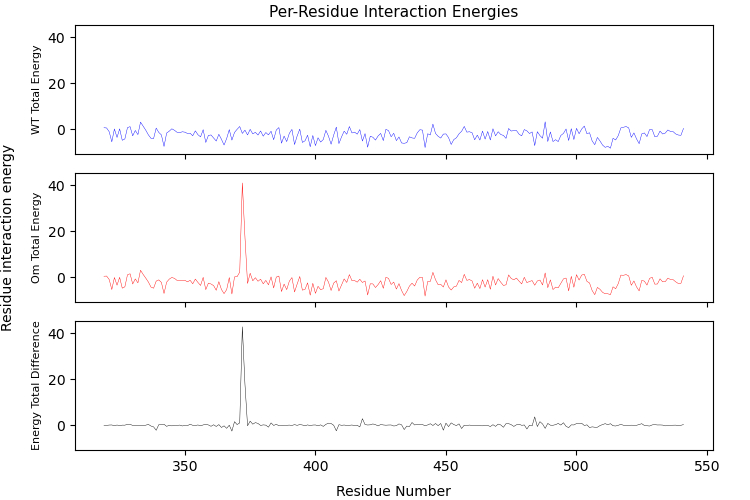 Per-Residue Interaction Energies
Residue interaction energy
WT Total Energy
40
20
0
Om Total Energy
40
20
0
Energy Total Difference
40
20
0
350
400
450
500
550
Residue Number